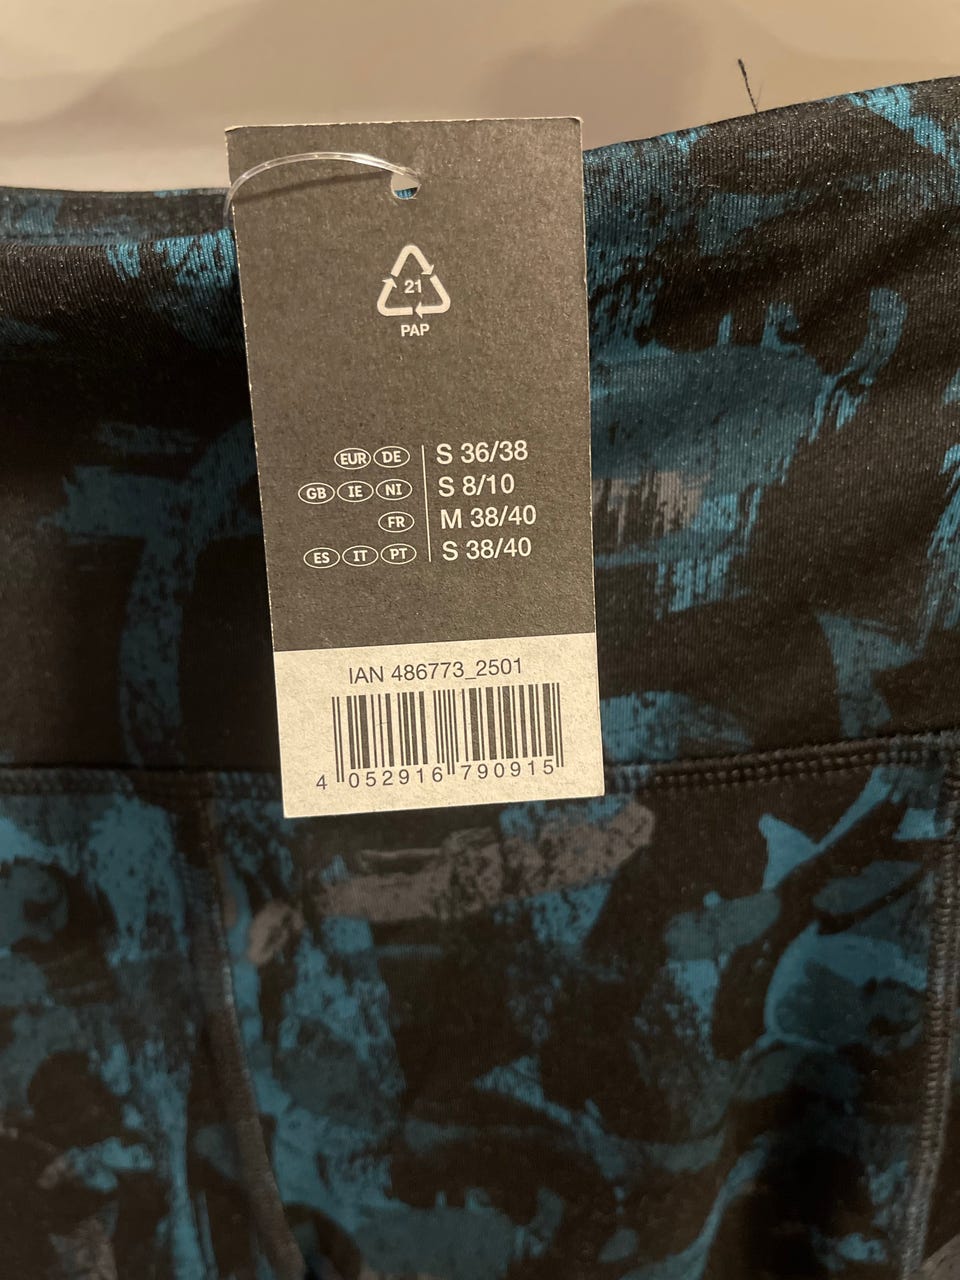 21
PAP
EUR DE S 36/38
GB IE NI S 8/10
FR M 38/40
ES IT PT S 38/40
IAN 486773_2501
4 052916 790915